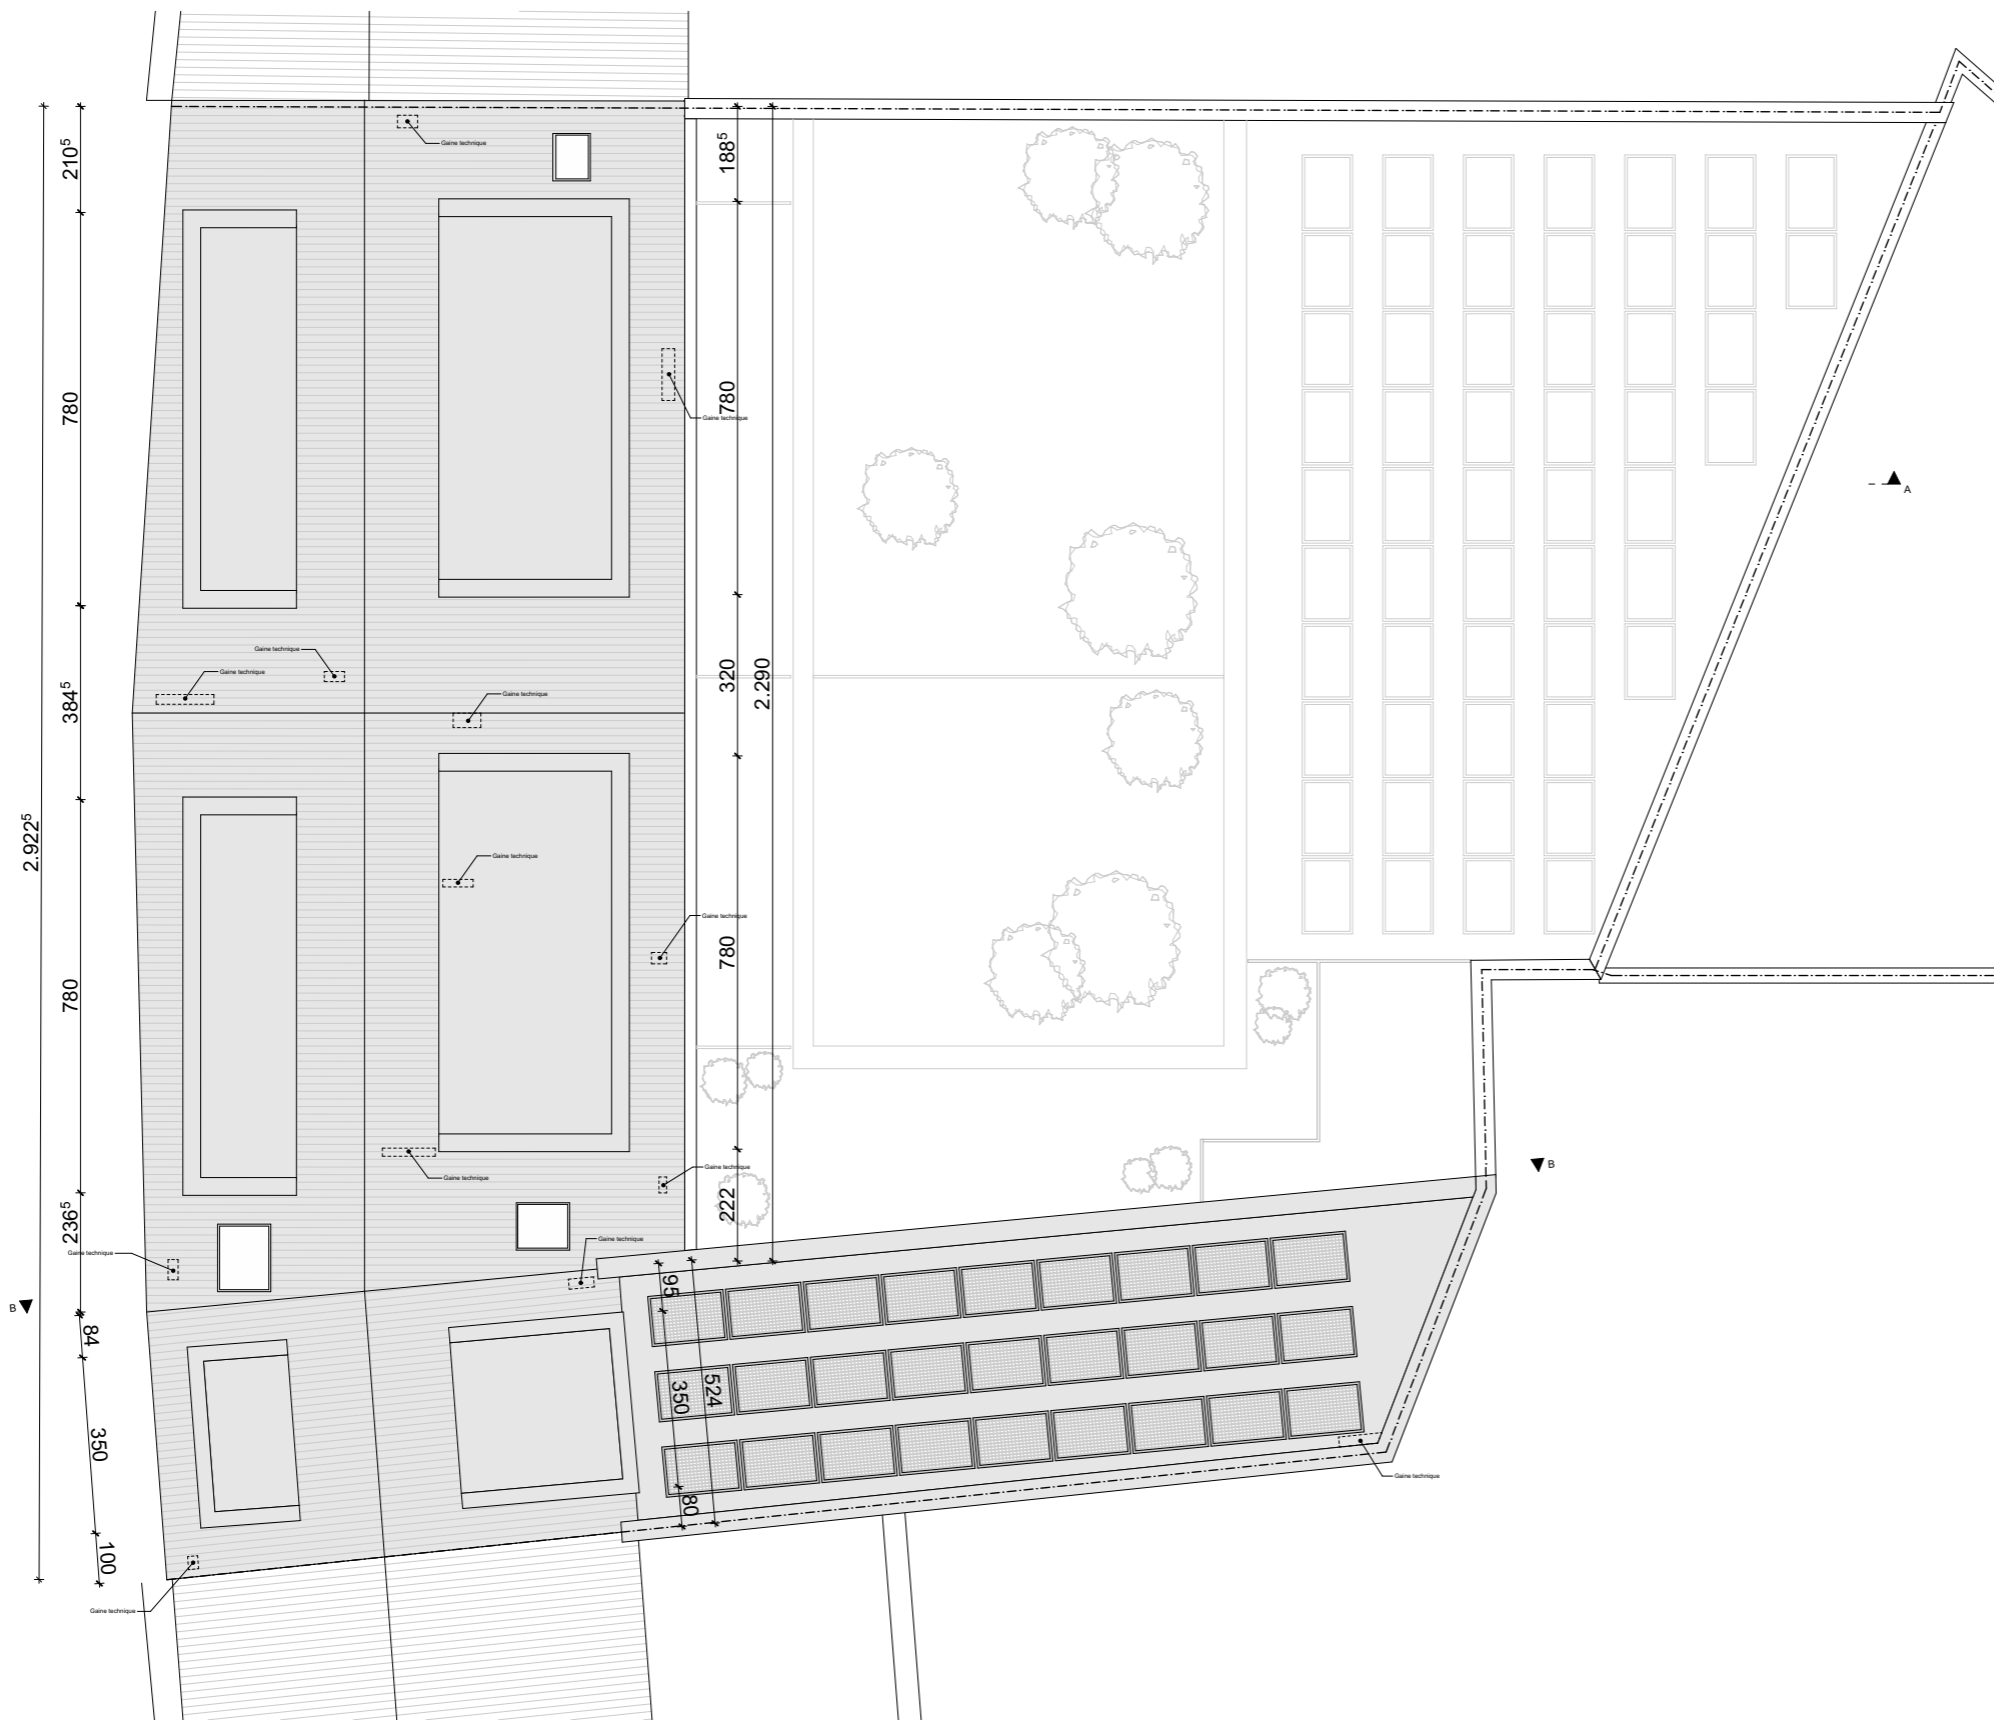 Gaine technique
210⁵
188⁵
780
780
Gaine technique
A
Gaine technique
Gaine technique
384⁵
Gaine technique
320
2.290
2.922⁵
Gaine technique
Gaine technique
780
780
Gaine technique
Gaine technique
B
222
236⁵
Gaine technique
Gaine technique
B
95
84
350
524
350
Gaine technique
80
100
Gaine technique